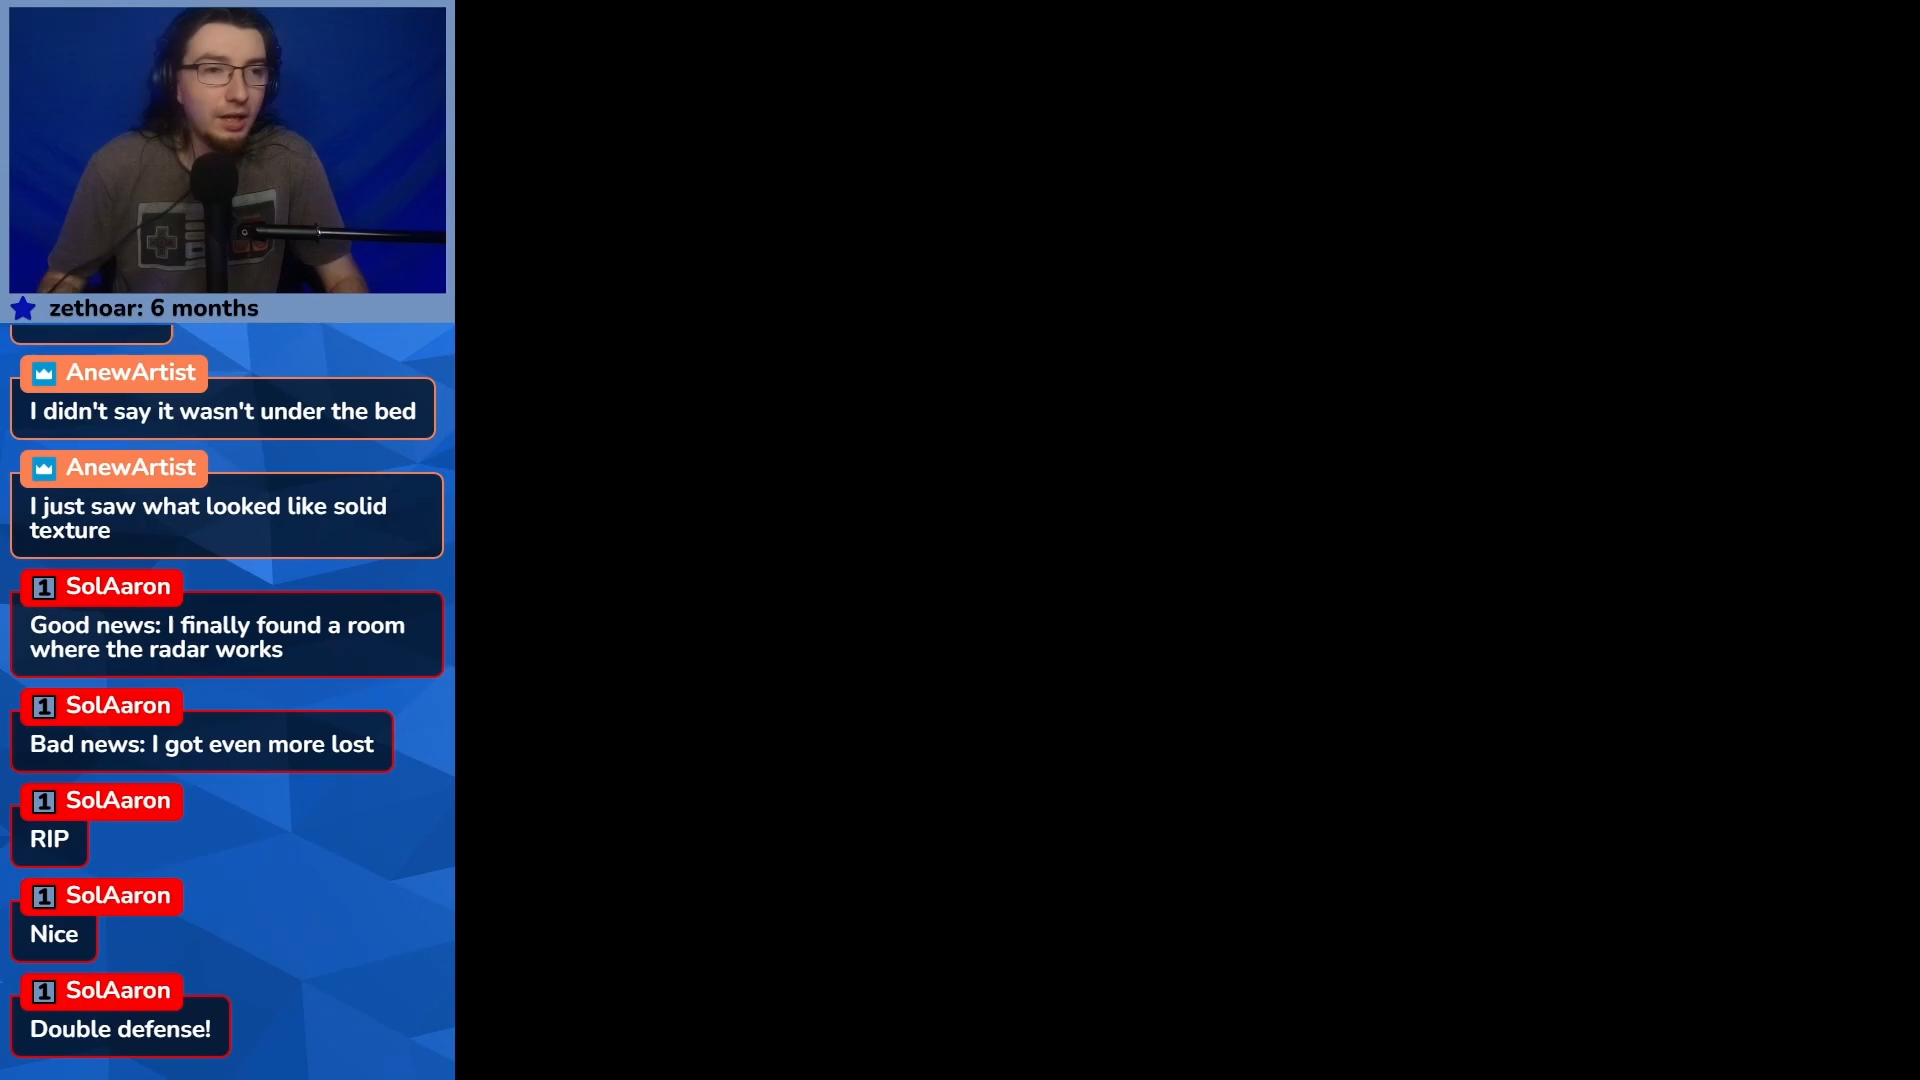 zethoar: 6 months
AnewArtist
I didn't say it wasn't under the bed
AnewArtist
I just saw what looked like solid
texture
1 SolAaron
Good news: I finally found a room
where the radar works
1 SolAaron
Bad news: I got even more lost
1 SolAaron
RIP
1 SolAaron
Nice
1 SolAaron
Double defense!